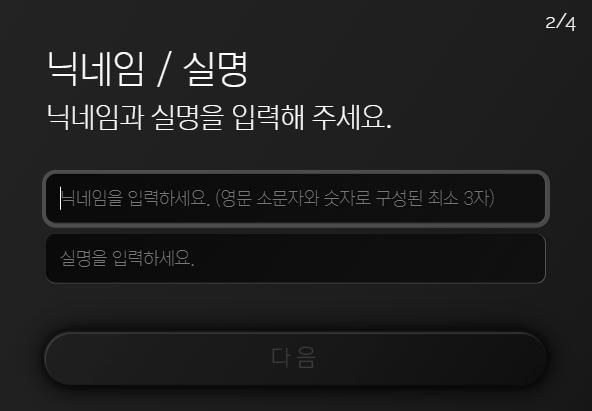 2/4
닉네임 / 실명
닉네임과 실명을 입력해 주세요.
닉네임을 입력하세요. (영문 소문자와 숫자로 구성된 최소 3자)
실명을 입력하세요.
다음